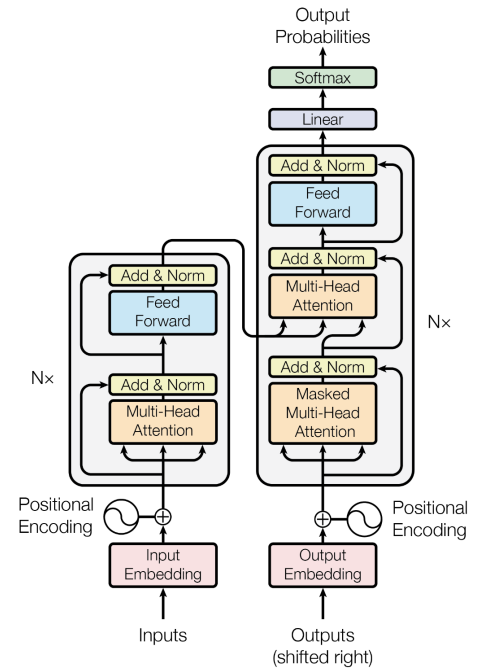 Output
Probabilities
Softmax
Linear
Add & Norm
Feed
Forward
Add & Norm
Multi-Head
Attention
Add & Norm
Masked
Multi-Head
Attention
N×
Add & Norm
Feed
Forward
Add & Norm
Multi-Head
Attention
N×
Positional
Encoding
Positional
Encoding
Input
Embedding
Output
Embedding
Inputs
Outputs
(shifted right)